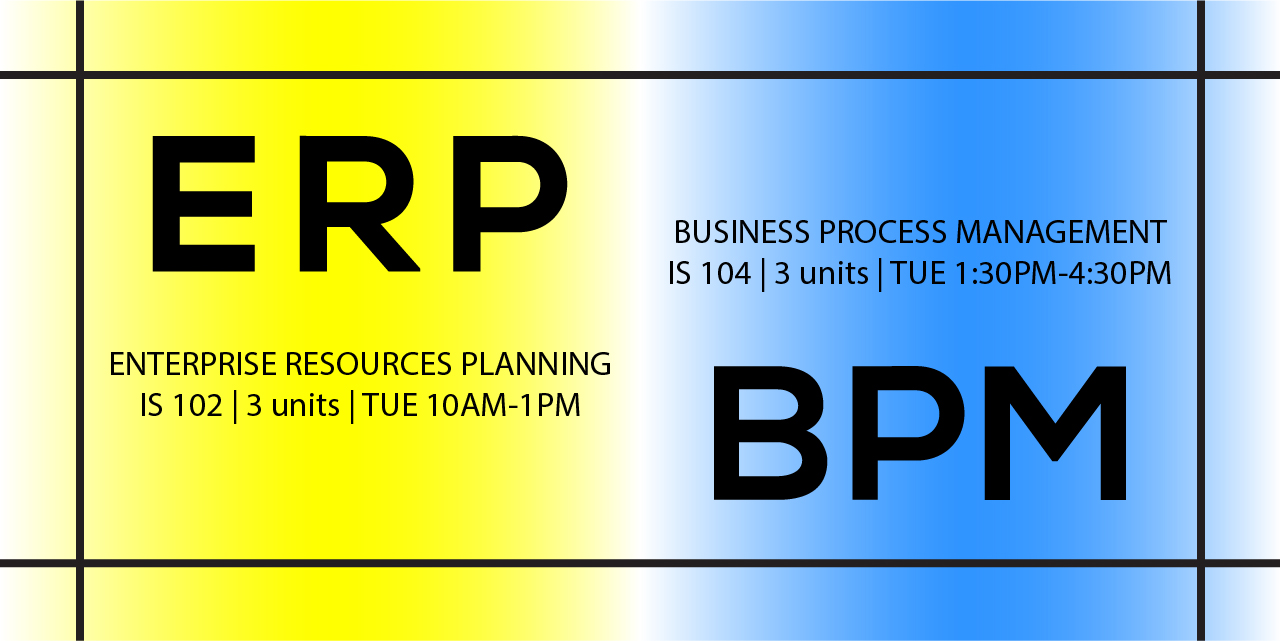 ERP
ENTERPRISE RESOURCES PLANNING
IS 102 | 3 units | TUE 10AM-1PM
BUSINESS PROCESS MANAGEMENT
IS 104 | 3 units | TUE 1:30PM-4:30PM
BPM